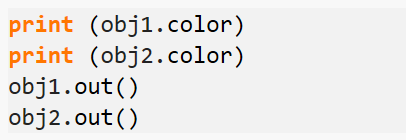 print (obj1.color)
print (obj2.color)
obj1.out()
obj2.out()